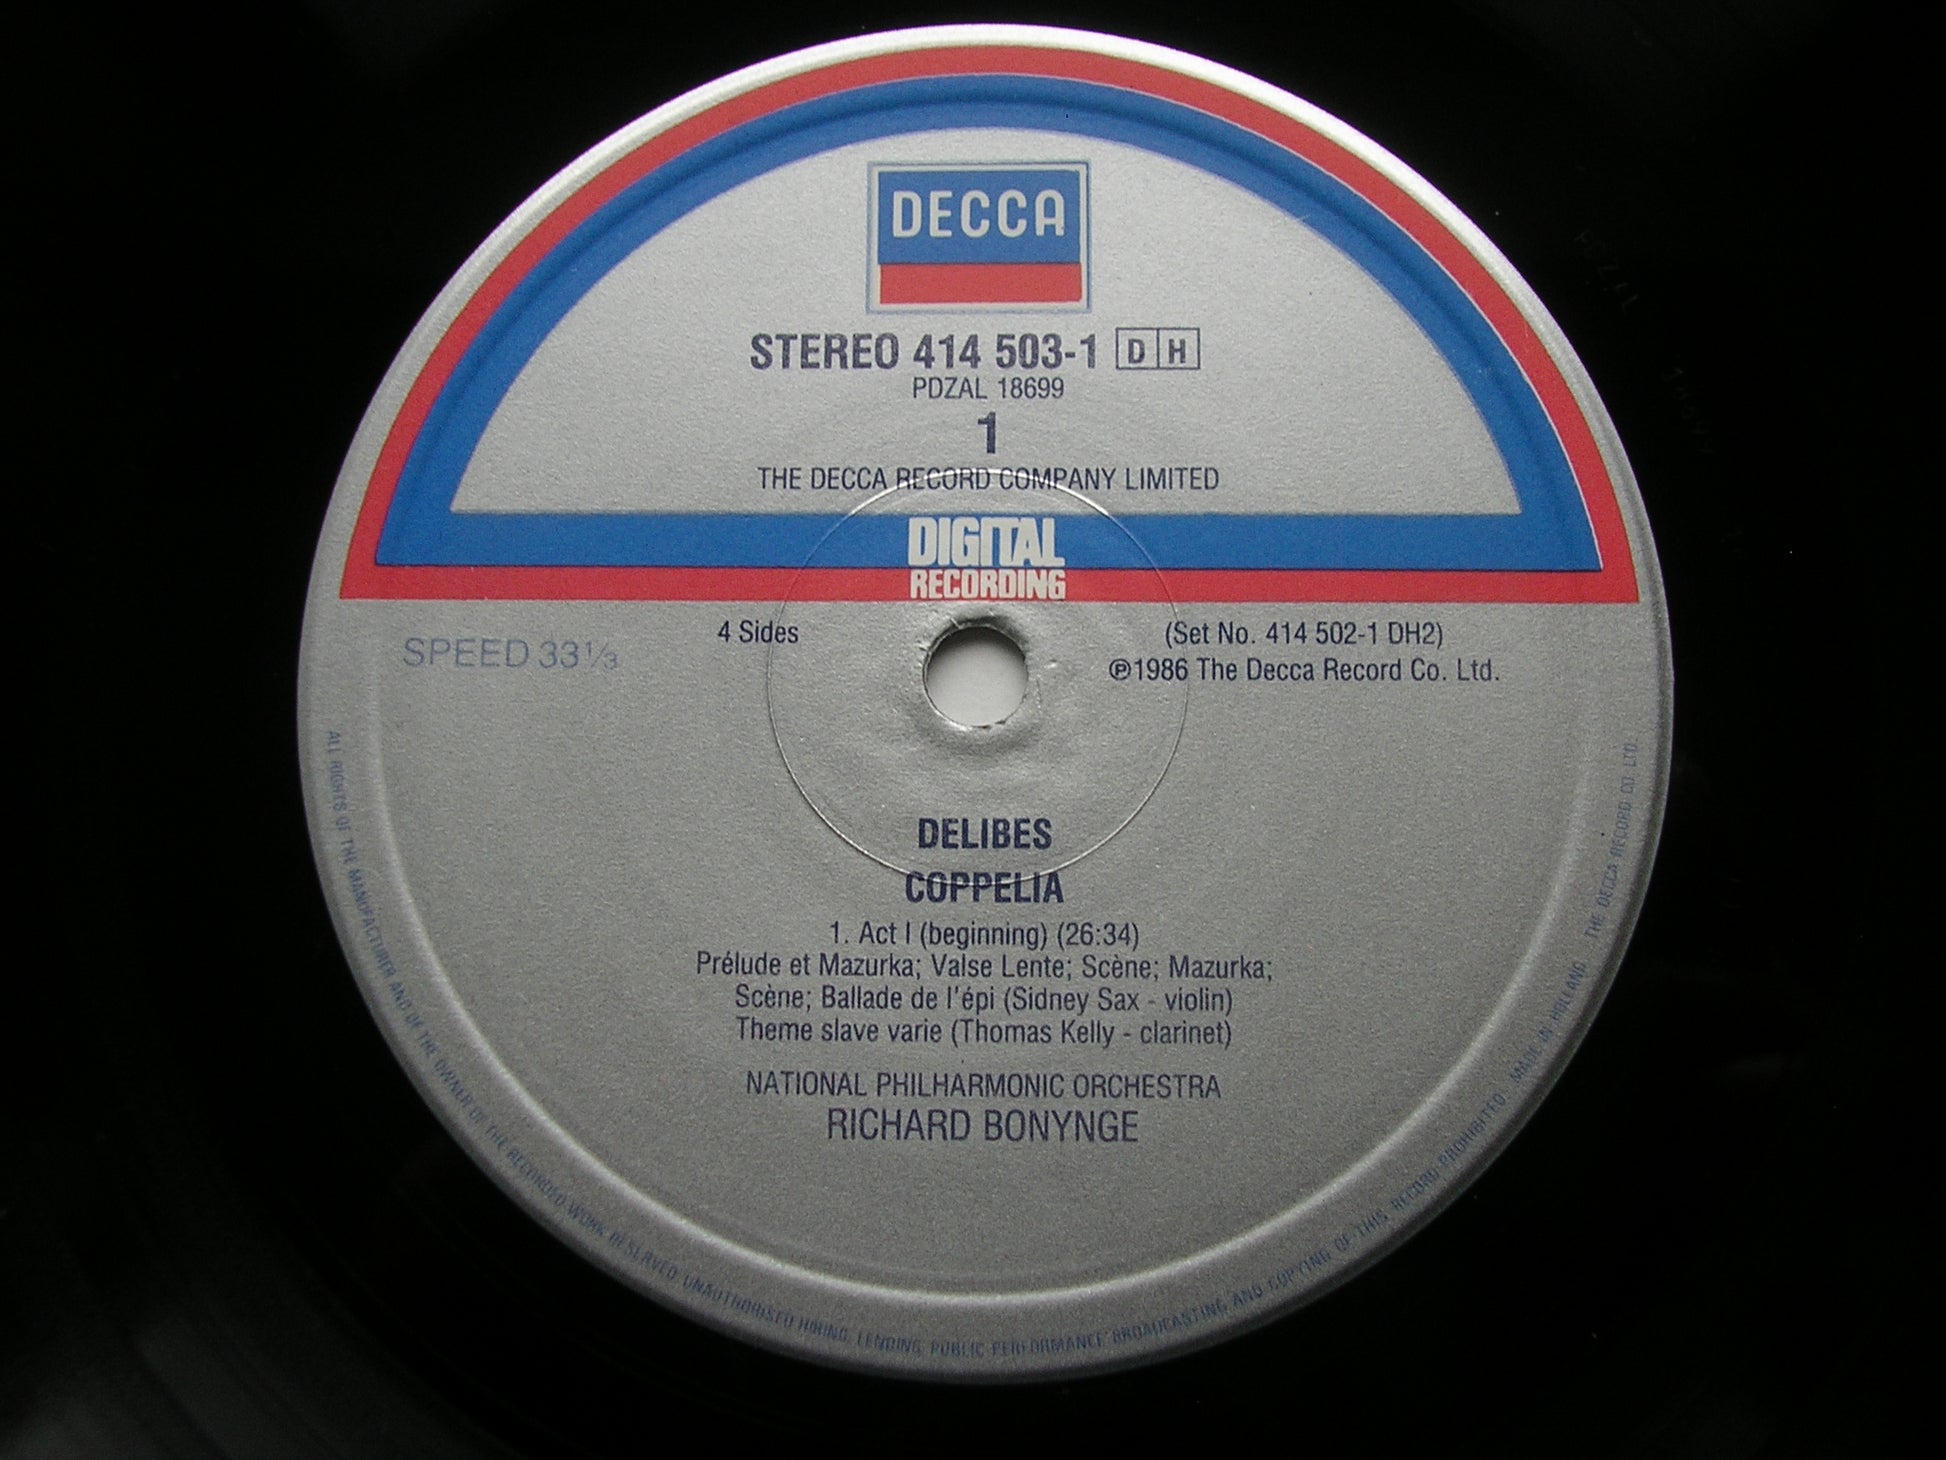 DECCA
STEREO 414 503-1 DH
PDZAL 18699
1
THE DECCA RECORD COMPANY LIMITED
DIGITAL
RECORDING
SPEED 33⅓
4 Sides
(Set No. 414 502-1 DH2)
℗1986 The Decca Record Co. Ltd.
DELIBES
COPPELIA
1. Act I (beginning) (26:34)
Prélude et Mazurka; Valse Lente; Scène; Mazurka;
Scène; Ballade de l'épi (Sidney Sax - violin)
Theme slave varie (Thomas Kelly - clarinet)
NATIONAL PHILHARMONIC ORCHESTRA
RICHARD BONYNGE
ALL RIGHTS OF THE MANUFACTURER AND OF THE OWNER OF THE RECORDED WORK RESERVED. UNAUTHORISED HIRING, LENDING, PUBLIC PERFORMANCE, BROADCASTING AND COPYING OF THIS RECORD PROHIBITED. MADE IN HOLLAND THE DECCA RECORD CO LTD.